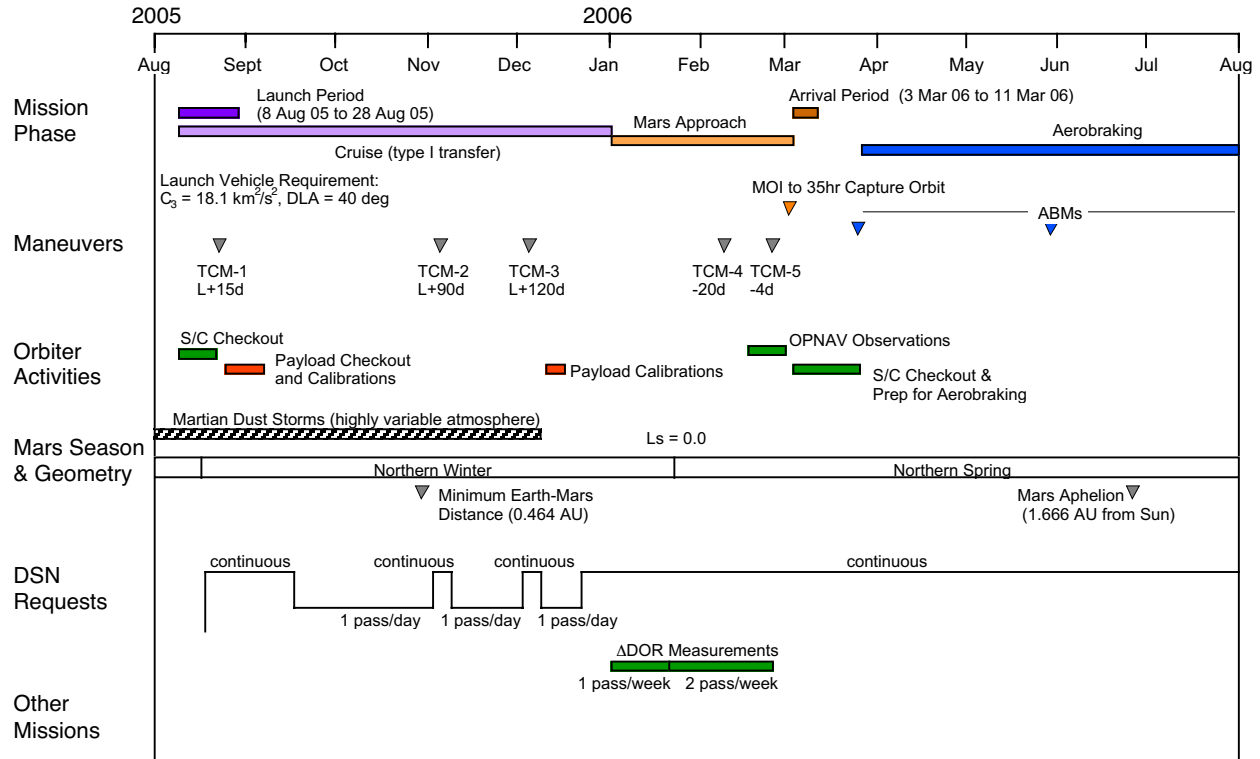 2005 2006
Aug Sept Oct Nov Dec Jan Feb Mar Apr May Jun Jul Aug
Mission
Phase
Launch Period
(8 Aug 05 to 28 Aug 05)
Arrival Period (3 Mar 06 to 11 Mar 06)
Mars Approach
Aerobraking
Cruise (type I transfer)
Launch Vehicle Requirement:
C3 = 18.1 km2/s2, DLA = 40 deg
MOI to 35hr Capture Orbit
ABMs
Maneuvers
TCM-1
L+15d
TCM-2
L+90d
TCM-3
L+120d
TCM-4
-20d
TCM-5
-4d
Orbiter
Activities
S/C Checkout
Payload Checkout
and Calibrations
Payload Calibrations
OPNAV Observations
S/C Checkout &
Prep for Aerobraking
Mars Season
& Geometry
Martian Dust Storms (highly variable atmosphere)
Ls = 0.0
Northern Winter
Northern Spring
Minimum Earth-Mars
Distance (0.464 AU)
Mars Aphelion
(1.666 AU from Sun)
DSN
Requests
continuous continuous continuous continuous
1 pass/day 1 pass/day 1 pass/day
ΔDOR Measurements
1 pass/week 2 pass/week
Other
Missions